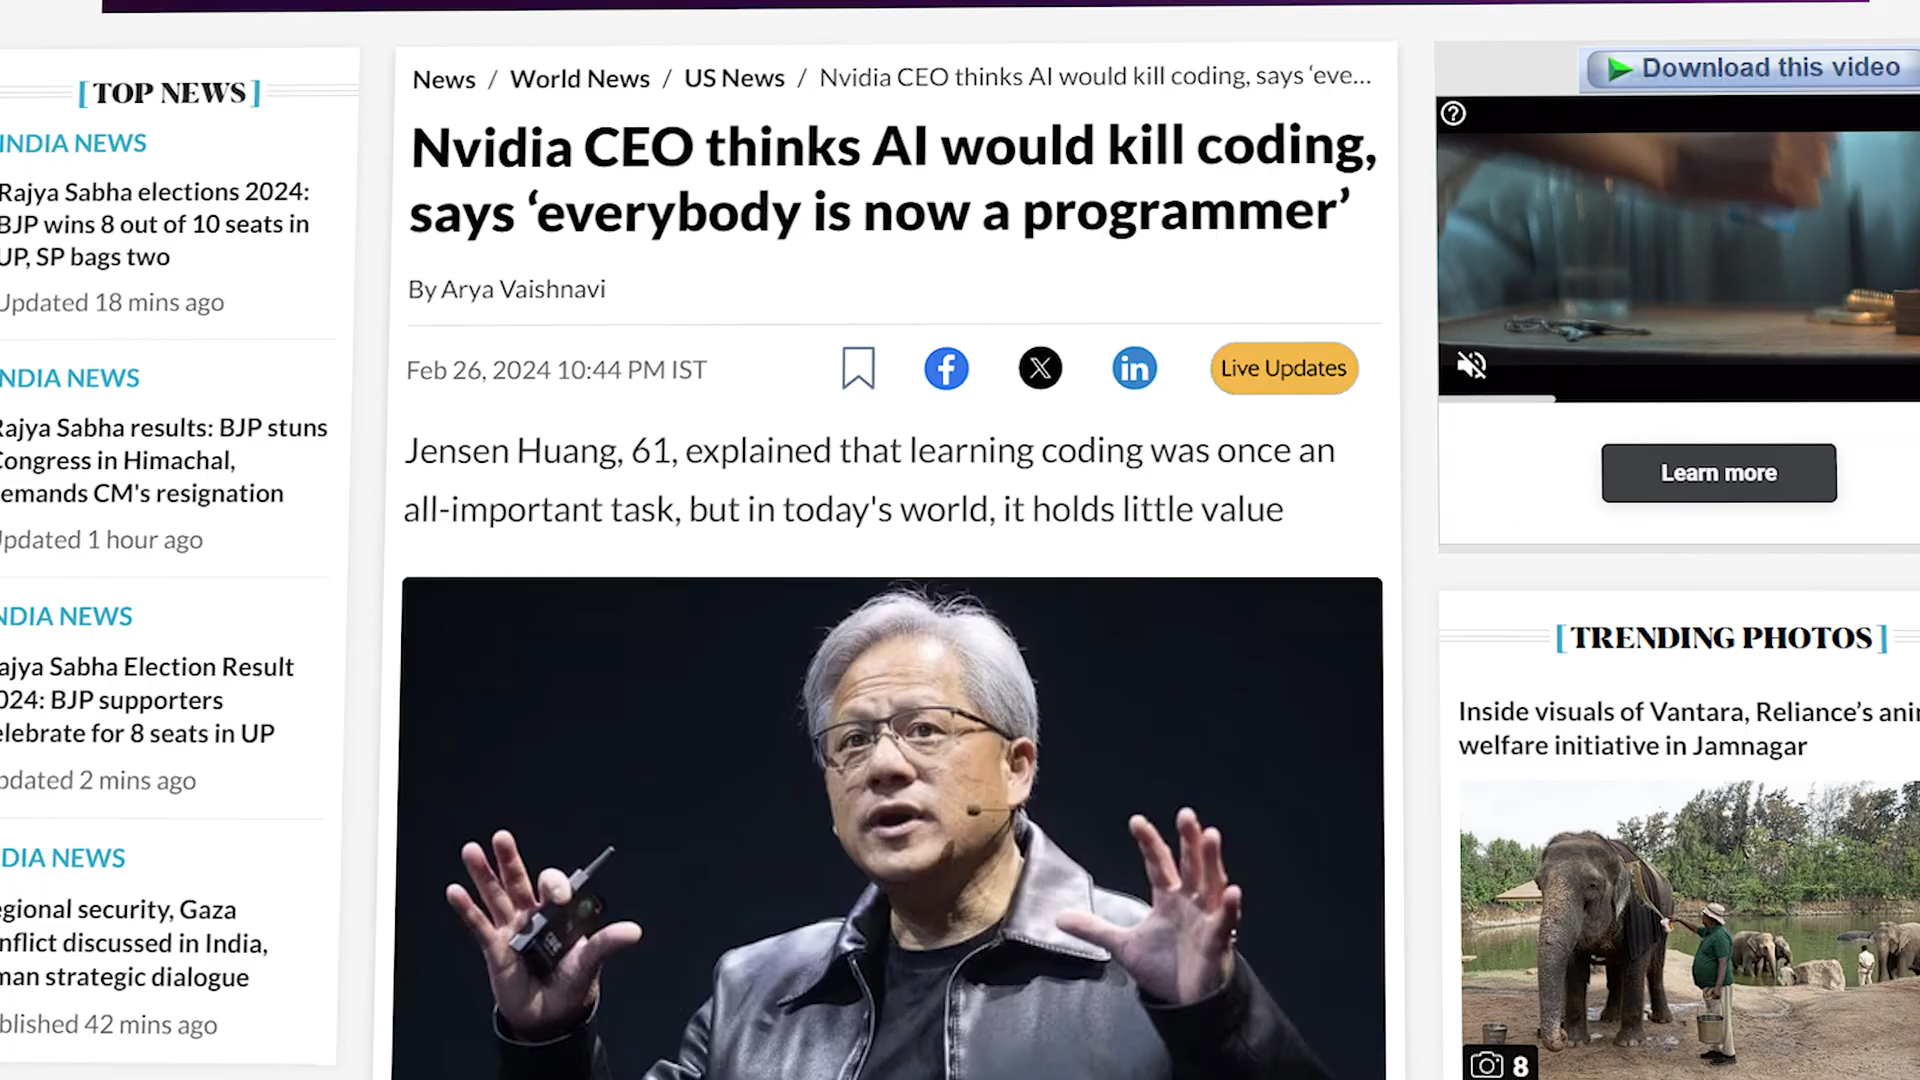 TOP NEWS
INDIA NEWS
Rajya Sabha elections 2024:
BJP wins 8 out of 10 seats in
UP, SP bags two
Updated 18 mins ago
NDIA NEWS
Rajya Sabha results: BJP stuns
Congress in Himachal,
emands CM's resignation
pdated 1 hour ago
NDIA NEWS
ajya Sabha Election Result
024: BJP supporters
elebrate for 8 seats in UP
pdated 2 mins ago
DIA NEWS
egional security, Gaza
nflict discussed in India,
man strategic dialogue
blished 42 mins ago
News / World News / US News / Nvidia CEO thinks AI would kill coding, says ‘eve...
Nvidia CEO thinks AI would kill coding,
says ‘everybody is now a programmer’
By Arya Vaishnavi
Feb 26, 2024 10:44 PM IST
Live Updates
Jensen Huang, 61, explained that learning coding was once an
all-important task, but in today's world, it holds little value
Download this video
Learn more
TRENDING PHOTOS
Inside visuals of Vantara, Reliance’s ani
welfare initiative in Jamnagar
8